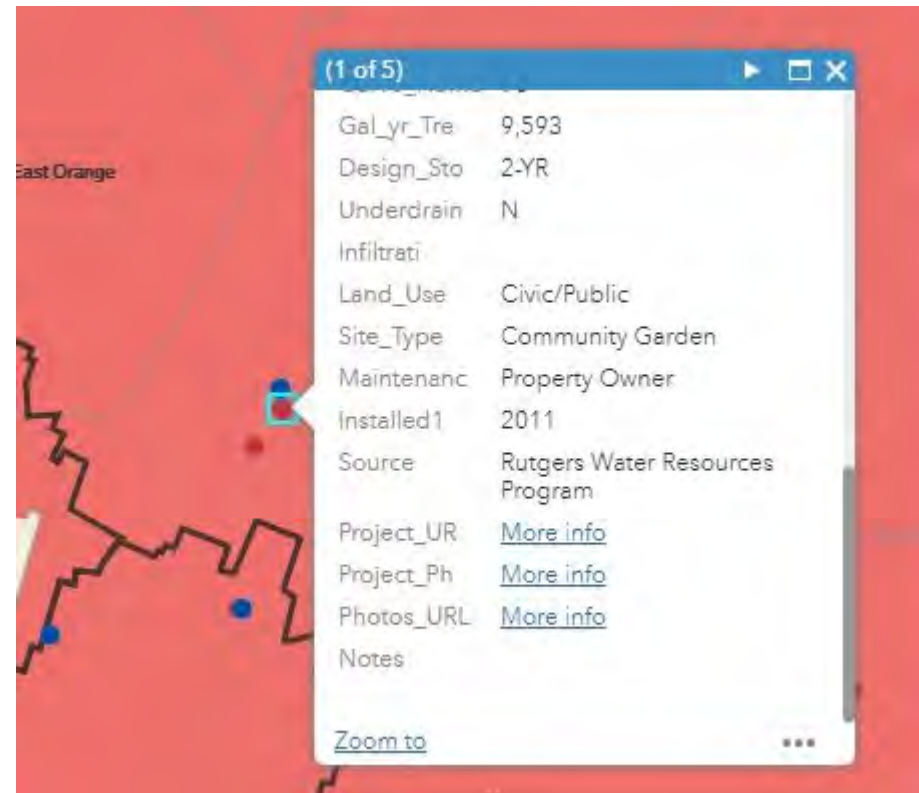 (1 of 5)
East Orange
Gal_yr_Tre 9,593
Design_Sto 2-YR
Underdrain N
Infiltrati
Land_Use Civic/Public
Site_Type Community Garden
Maintenanc Property Owner
Installed1 2011
Source Rutgers Water Resources
Program
Project_UR More info
Project_Ph More info
Photos_URL More info
Notes
Zoom to